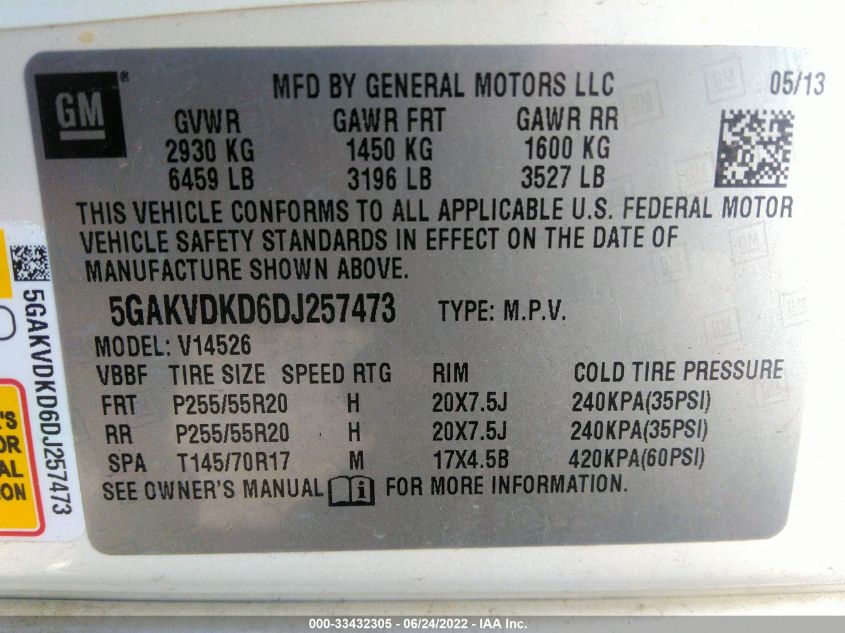 GM ®
MFD BY GENERAL MOTORS LLC 05/13
GVWR GAWR FRT GAWR RR
2930 KG 1450 KG 1600 KG
6459 LB 3196 LB 3527 LB
THIS VEHICLE CONFORMS TO ALL APPLICABLE U.S. FEDERAL MOTOR
VEHICLE SAFETY STANDARDS IN EFFECT ON THE DATE OF
MANUFACTURE SHOWN ABOVE.
5GAKVDKD6DJ257473 TYPE: M.P.V.
MODEL: V14526
VBBF TIRE SIZE SPEED RTG RIM COLD TIRE PRESSURE
FRT P255/55R20 H 20X7.5J 240KPA(35PSI)
RR P255/55R20 H 20X7.5J 240KPA(35PSI)
SPA T145/70R17 M 17X4.5B 420KPA(60PSI)
SEE OWNER'S MANUAL i FOR MORE INFORMATION.
5GAKVDKD6DJ257473
'S
OR
AL
ON
000-33432305 - 06/24/2022 - IAA Inc.